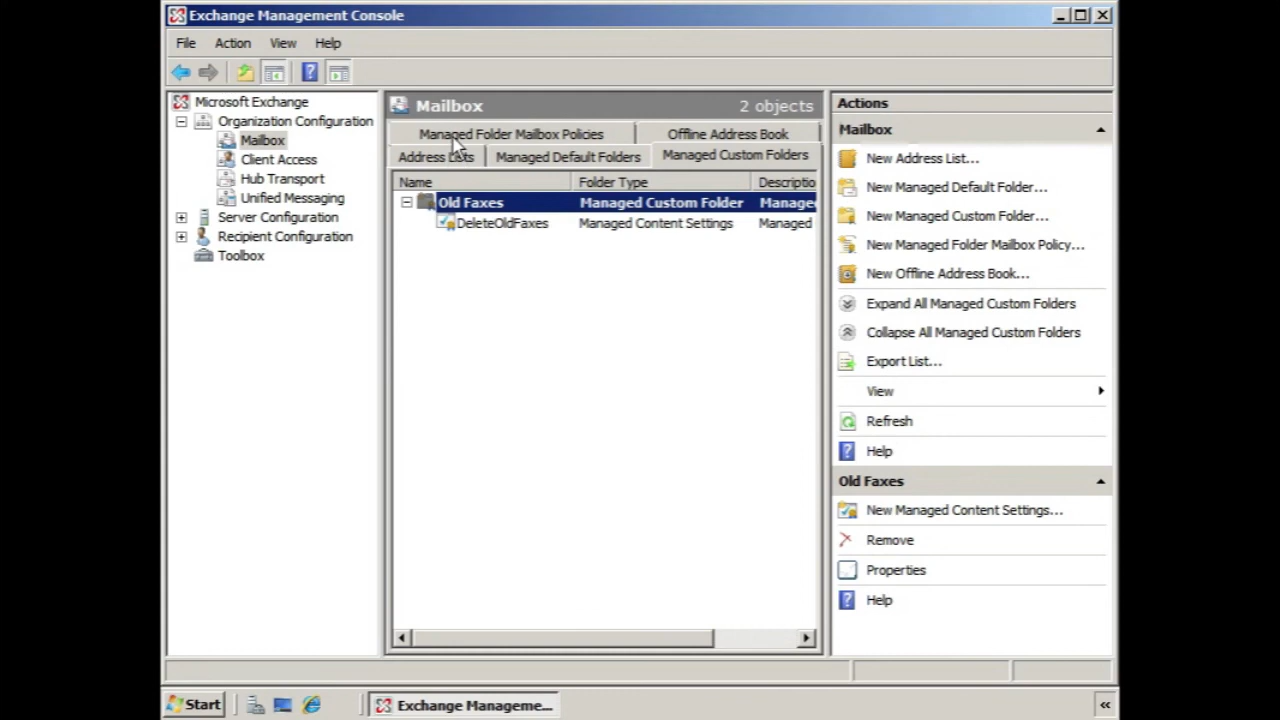 Exchange Management Console
File Action View Help
Microsoft Exchange
Organization Configuration
Mailbox
Client Access
Hub Transport
Unified Messaging
Server Configuration
Recipient Configuration
Toolbox
Mailbox 2 objects
Managed Folder Mailbox Policies Offline Address Book
Address Lists Managed Default Folders Managed Custom Folders
Name Folder Type Descriptio
Old Faxes Managed Custom Folder Manage
DeleteOldFaxes Managed Content Settings Managed
Actions
Mailbox
New Address List...
New Managed Default Folder...
New Managed Custom Folder...
New Managed Folder Mailbox Policy...
New Offline Address Book...
Expand All Managed Custom Folders
Collapse All Managed Custom Folders
Export List...
View
Refresh
Help
Old Faxes
New Managed Content Settings...
Remove
Properties
Help
Start Exchange Manageme...